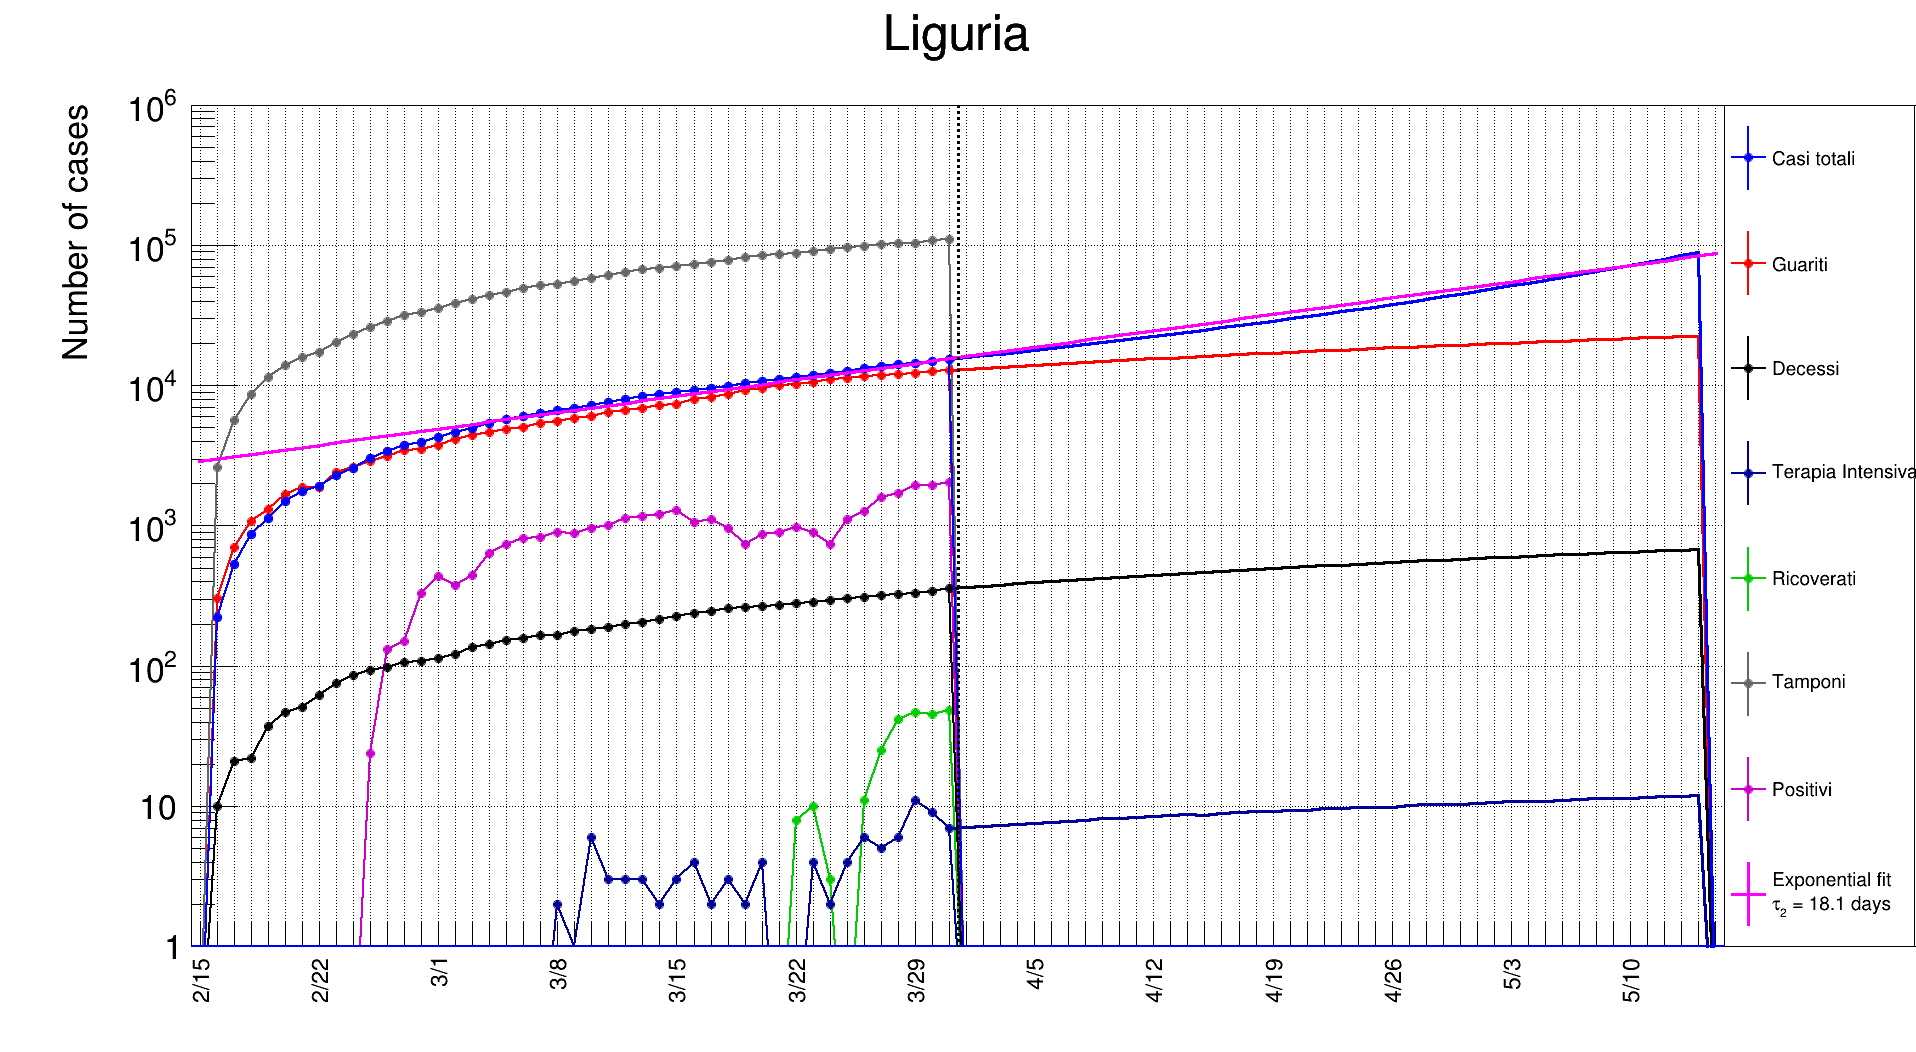 Liguria
Number of cases
10^6
10^5
10^4
10^3
10^2
10
1
2/15
2/22
3/1
3/8
3/15
3/22
3/29
4/5
4/12
4/19
4/26
5/3
5/10
Casi totali
Guariti
Decessi
Terapia Intensiva
Ricoverati
Tamponi
Positivi
Exponential fit
τ_2 = 18.1 days